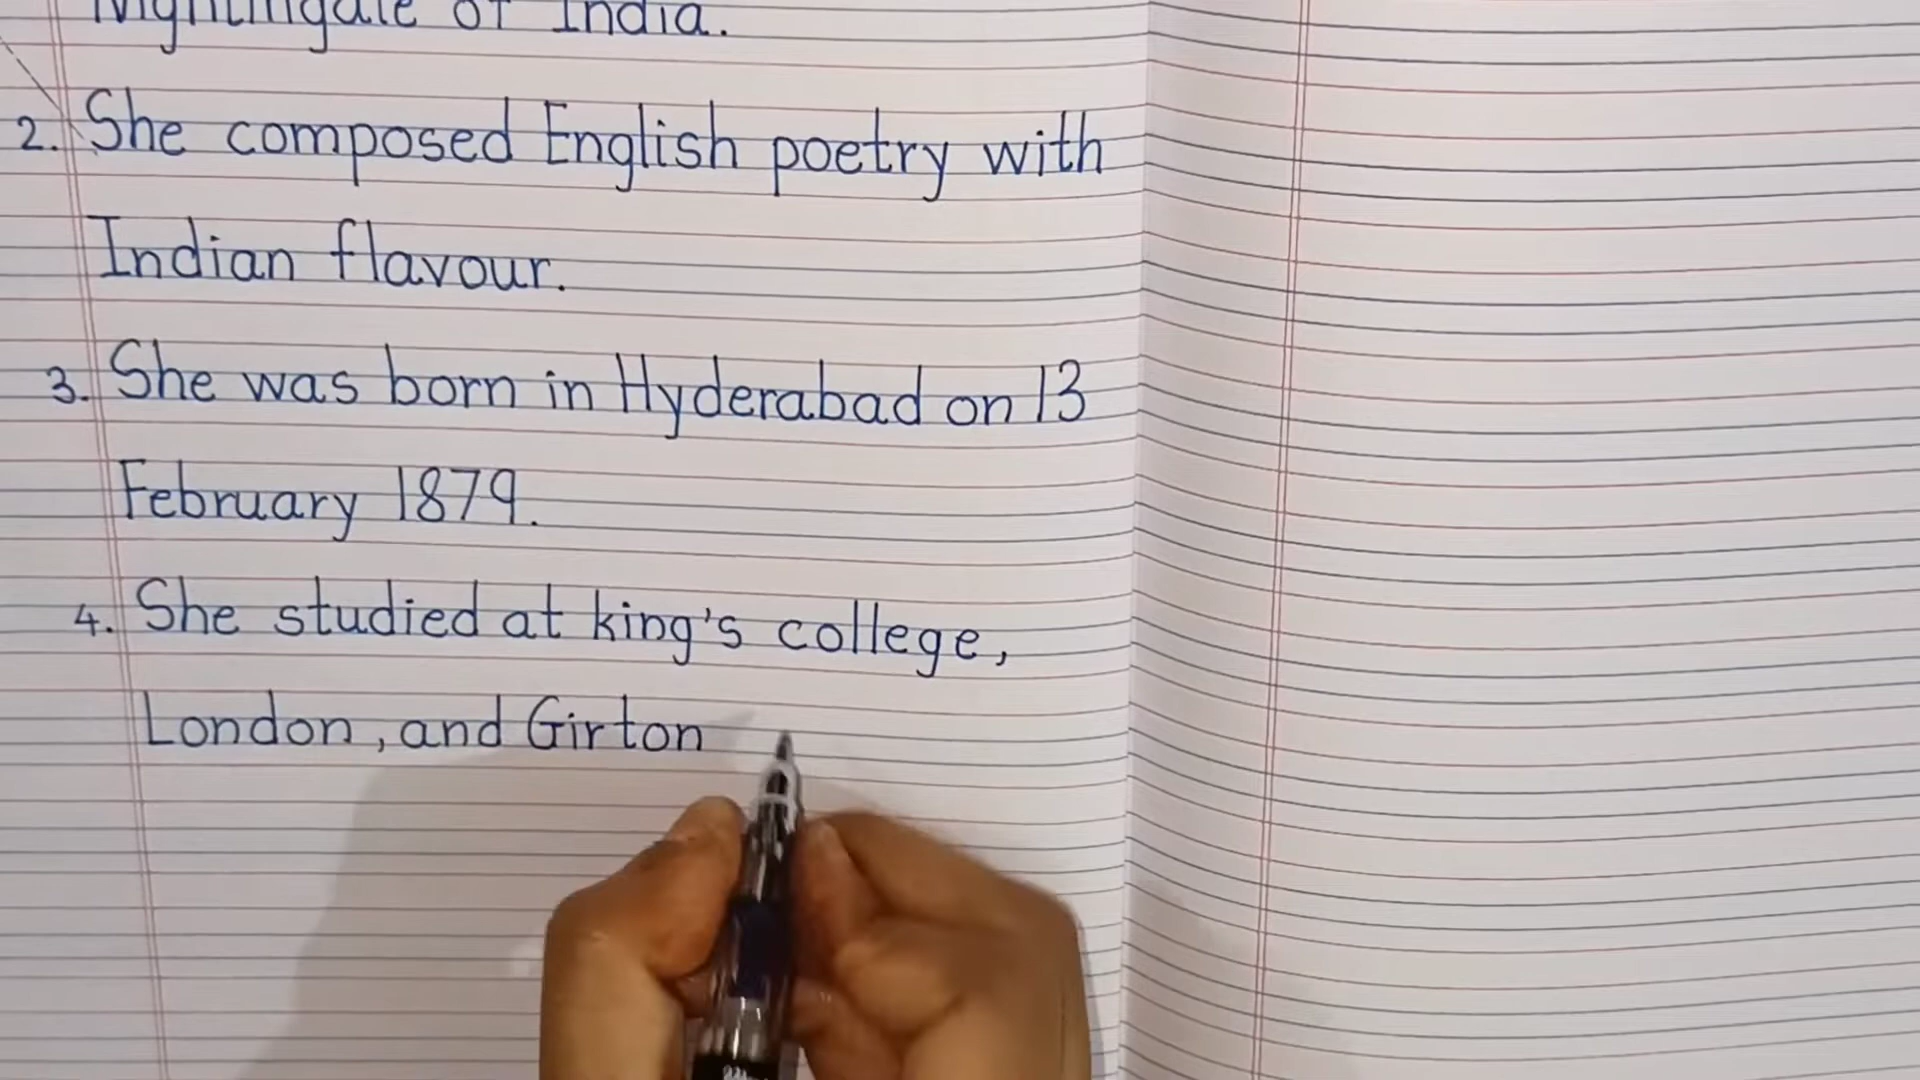 Nightingale of India.
2. She composed English poetry with
Indian flavour.
3. She was born in Hyderabad on 13
February 1879.
4. She studied at king's college,
London, and Girton